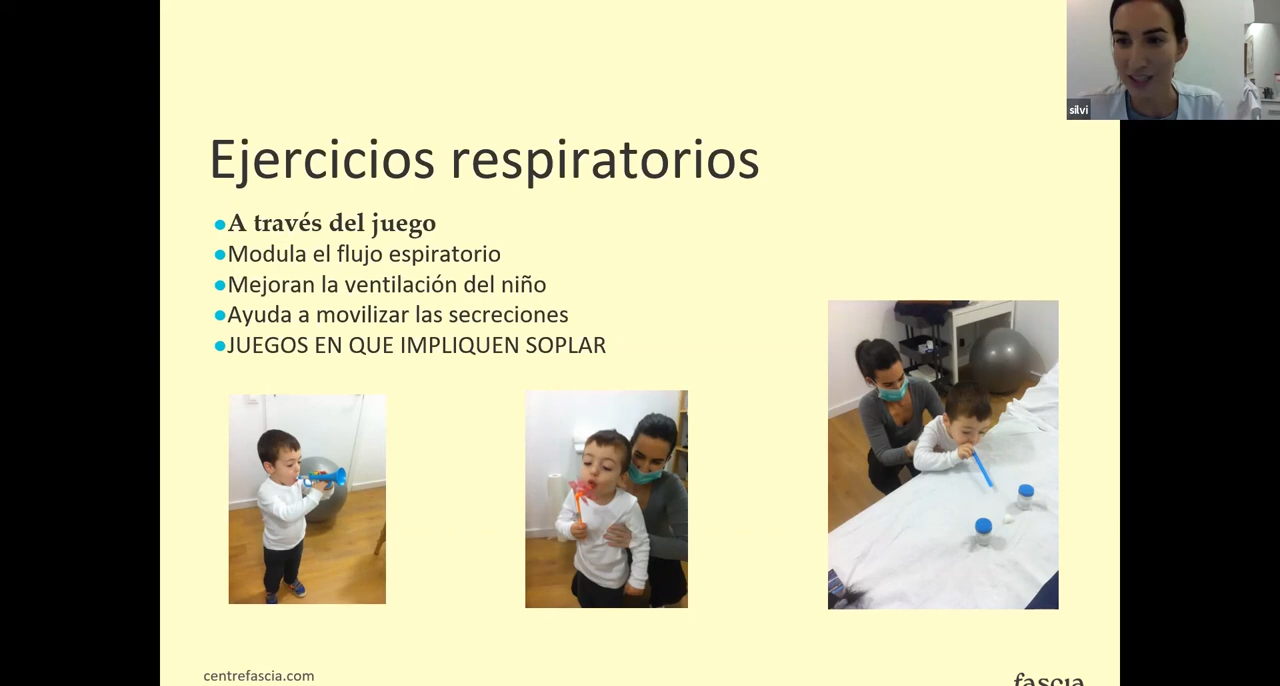 silvi
Ejercicios respiratorios
●A través del juego
●Modula el flujo espiratorio
●Mejoran la ventilación del niño
●Ayuda a movilizar las secreciones
●JUEGOS EN QUE IMPLIQUEN SOPLAR
centrefascia.com
fascia